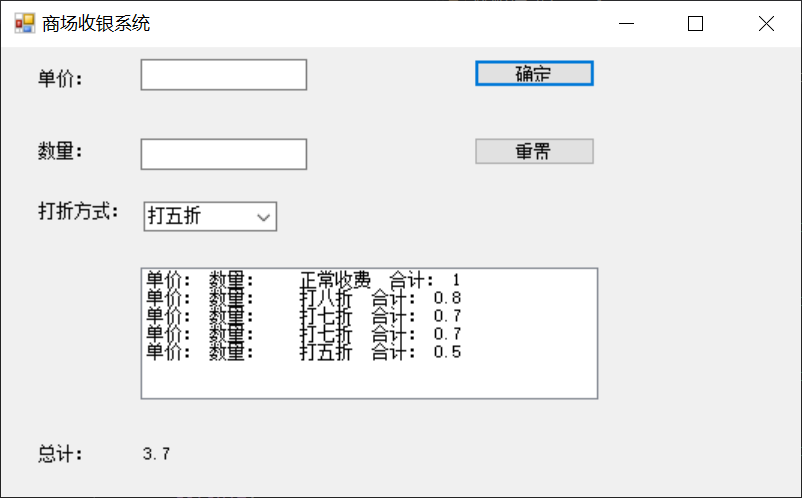 商场收银系统
单价：
确定
数量：
重置
打折方式：
打五折
单价： 数量： 正常收费 合计： 1
单价： 数量： 打八折 合计： 0.8
单价： 数量： 打七折 合计： 0.7
单价： 数量： 打七折 合计： 0.7
单价： 数量： 打五折 合计： 0.5
总计： 3.7